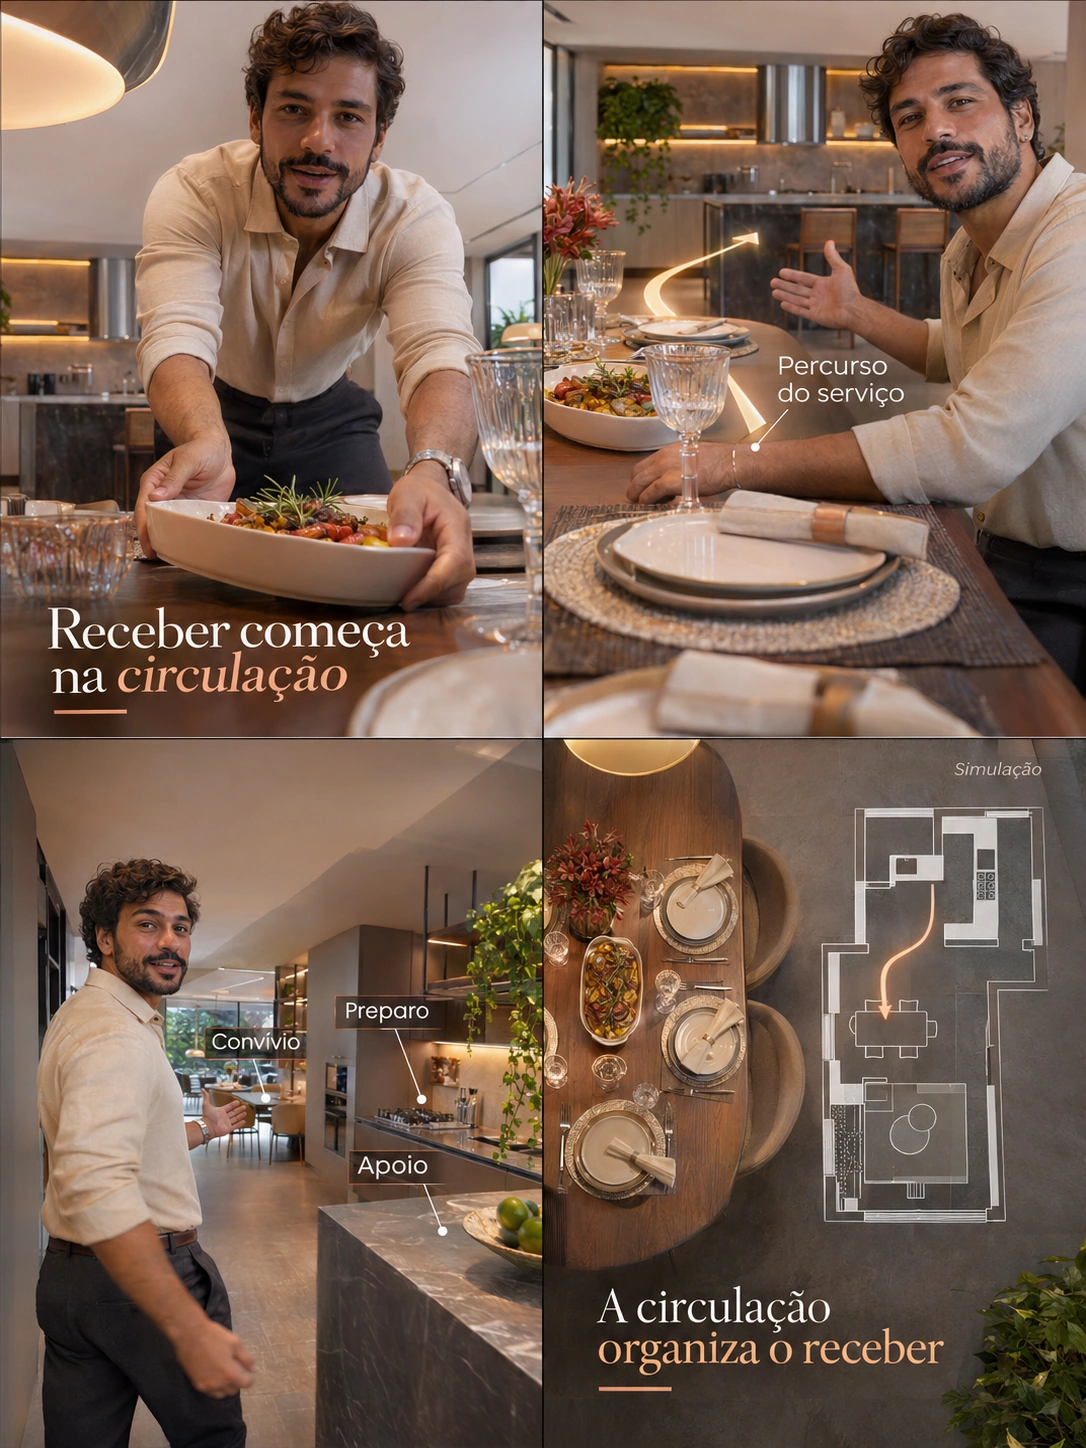 Receber começa
na circulação
Percurso
do serviço
Convívio
Preparo
Apoio
Simulação
A circulação
organiza o receber